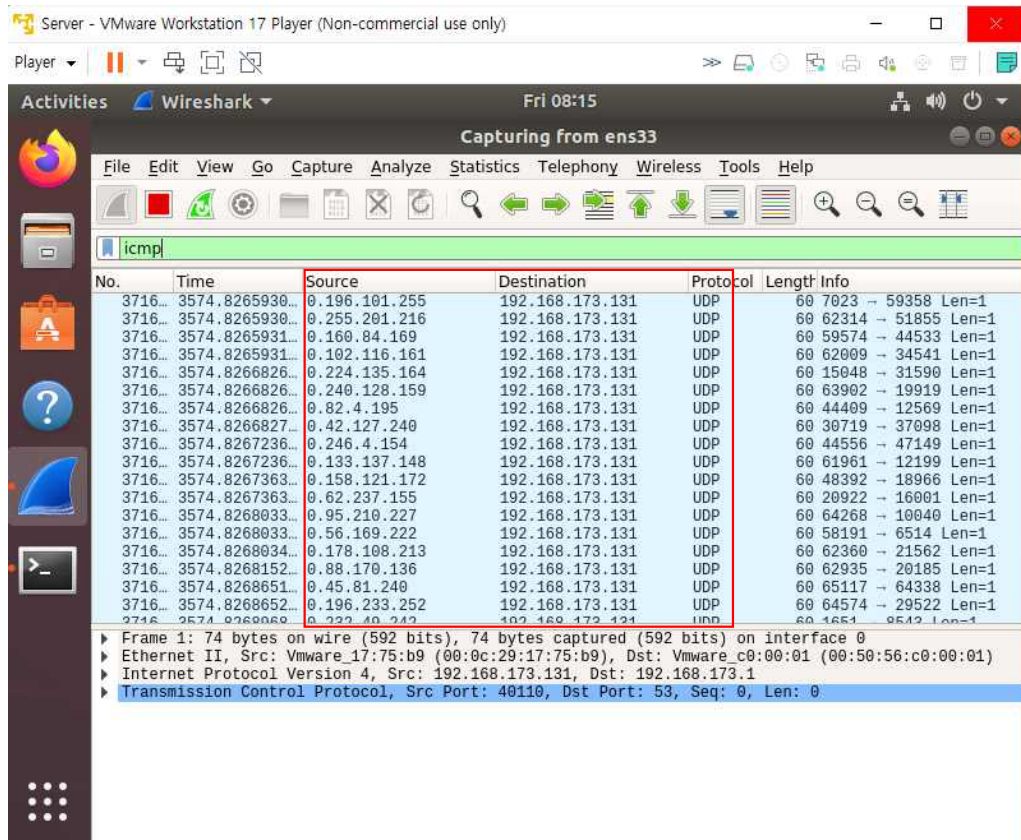 Server - VMware Workstation 17 Player (Non-commercial use only)
Player
Activities Wireshark Fri 08:15
Capturing from ens33
File Edit View Go Capture Analyze Statistics Telephony Wireless Tools Help
icmp
No. Time Source Destination Protocol Length Info
3716… 3574.8265930… 0.196.101.255 192.168.173.131 UDP 60 7023 → 59358 Len=1
3716… 3574.8265930… 0.255.201.216 192.168.173.131 UDP 60 62314 → 51855 Len=1
3716… 3574.8265931… 0.160.84.169 192.168.173.131 UDP 60 59574 → 44533 Len=1
3716… 3574.8265931… 0.102.116.161 192.168.173.131 UDP 60 62009 → 34541 Len=1
3716… 3574.8266826… 0.224.135.164 192.168.173.131 UDP 60 15048 → 31590 Len=1
3716… 3574.8266826… 0.240.128.159 192.168.173.131 UDP 60 63902 → 19919 Len=1
3716… 3574.8266826… 0.82.4.195 192.168.173.131 UDP 60 44409 → 12569 Len=1
3716… 3574.8266827… 0.42.127.240 192.168.173.131 UDP 60 30719 → 37098 Len=1
3716… 3574.8267236… 0.246.4.154 192.168.173.131 UDP 60 44556 → 47149 Len=1
3716… 3574.8267236… 0.133.137.148 192.168.173.131 UDP 60 61961 → 12199 Len=1
3716… 3574.8267363… 0.158.121.172 192.168.173.131 UDP 60 48392 → 18966 Len=1
3716… 3574.8267363… 0.62.237.155 192.168.173.131 UDP 60 20922 → 16001 Len=1
3716… 3574.8268033… 0.95.210.227 192.168.173.131 UDP 60 64268 → 10040 Len=1
3716… 3574.8268033… 0.56.169.222 192.168.173.131 UDP 60 58191 → 6514 Len=1
3716… 3574.8268034… 0.178.108.213 192.168.173.131 UDP 60 62360 → 21562 Len=1
3716… 3574.8268152… 0.88.170.136 192.168.173.131 UDP 60 62935 → 20185 Len=1
3716… 3574.8268651… 0.45.81.240 192.168.173.131 UDP 60 65117 → 64338 Len=1
3716… 3574.8268652… 0.196.233.252 192.168.173.131 UDP 60 64574 → 29522 Len=1
3716… 3574.8268968… 0.232.40.242 192.168.173.131 UDP 60 1651 → 8543 Len=1
Frame 1: 74 bytes on wire (592 bits), 74 bytes captured (592 bits) on interface 0
Ethernet II, Src: Vmware_17:75:b9 (00:0c:29:17:75:b9), Dst: Vmware_c0:00:01 (00:50:56:c0:00:01)
Internet Protocol Version 4, Src: 192.168.173.131, Dst: 192.168.173.1
Transmission Control Protocol, Src Port: 40110, Dst Port: 53, Seq: 0, Len: 0